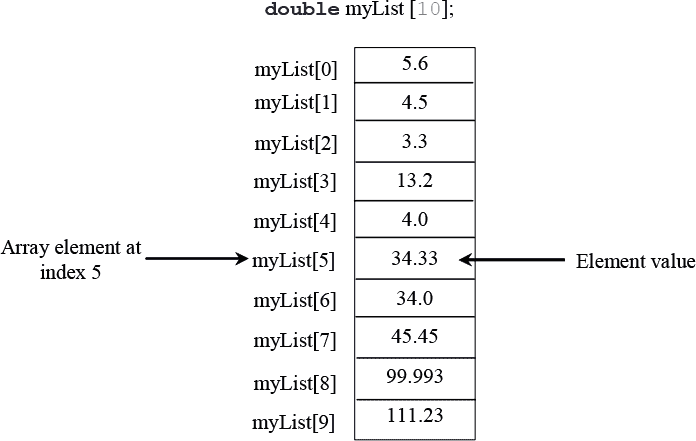 double myList [10];
myList[0] 5.6
myList[1] 4.5
myList[2] 3.3
myList[3] 13.2
myList[4] 4.0
Array element at
index 5
myList[5] 34.33
Element value
myList[6] 34.0
myList[7] 45.45
myList[8] 99.993
myList[9] 111.23